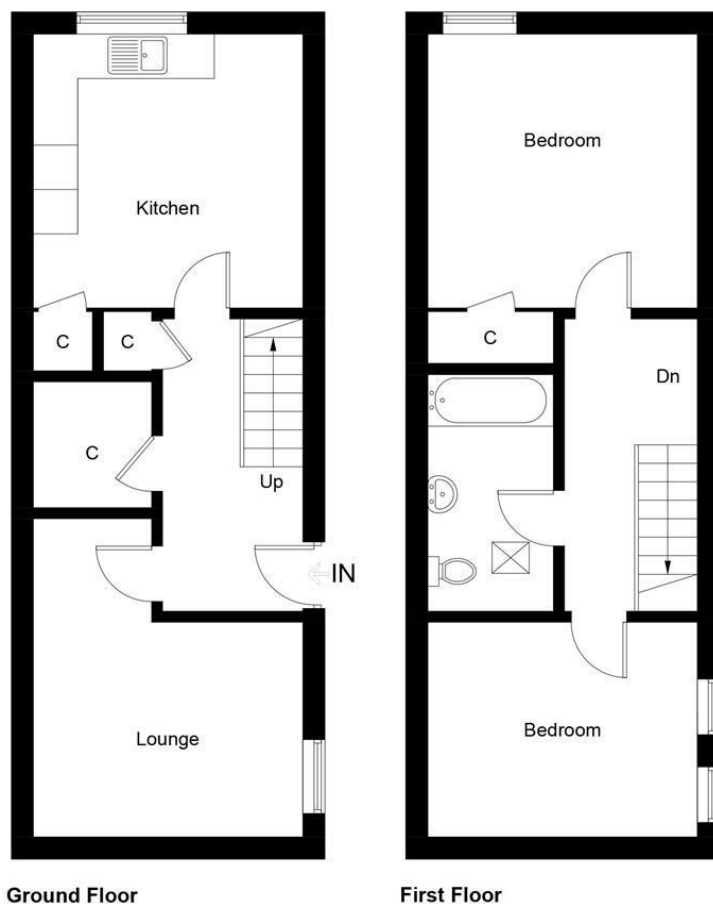 Kitchen
C
C
C
Up
IN
Lounge
Ground Floor
Bedroom
C
Dn
Bedroom
First Floor